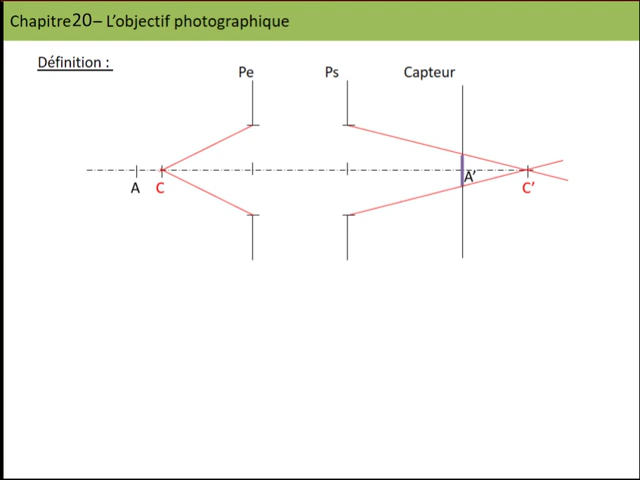 Chapitre20– L’objectif photographique
Définition :
Pe Ps Capteur
A C A’ C’